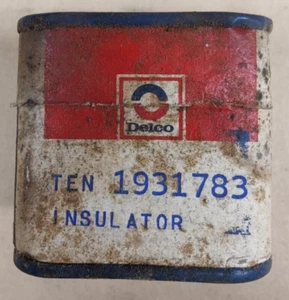 Delco
TEN 1931783
INSULATOR